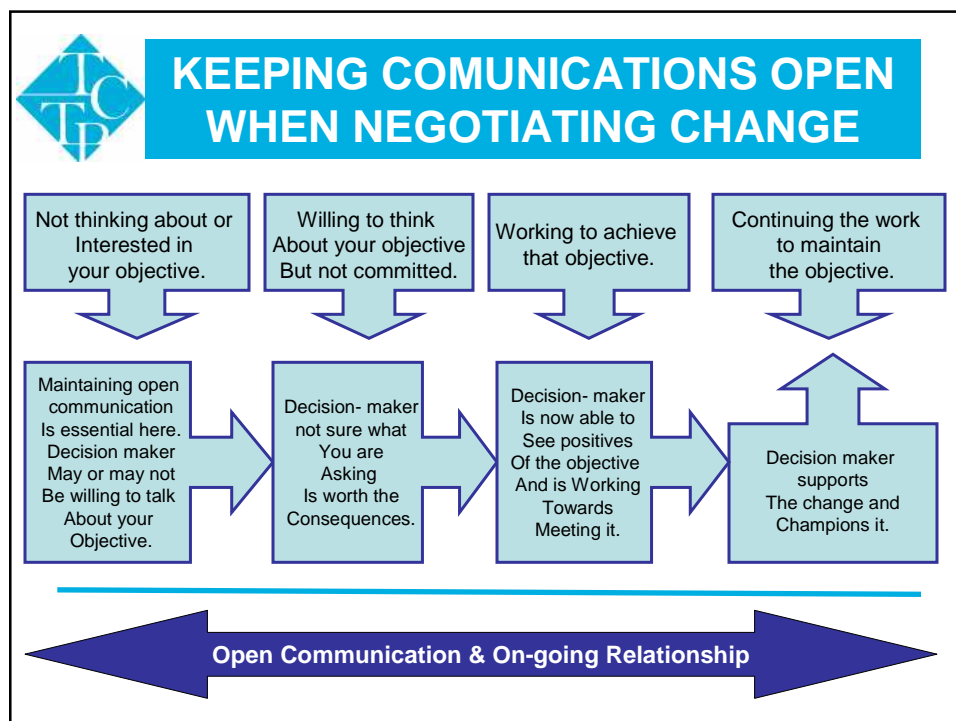 T
C
T
P
KEEPING COMUNICATIONS OPEN
WHEN NEGOTIATING CHANGE
Not thinking about or
Interested in
your objective.
Willing to think
About your objective
But not committed.
Working to achieve
that objective.
Continuing the work
to maintain
the objective.
Maintaining open
communication
Is essential here.
Decision maker
May or may not
Be willing to talk
About your
Objective.
Decision- maker
not sure what
You are
Asking
Is worth the
Consequences.
Decision- maker
Is now able to
See positives
Of the objective
And is Working
Towards
Meeting it.
Decision maker
supports
The change and
Champions it.
Open Communication & On-going Relationship